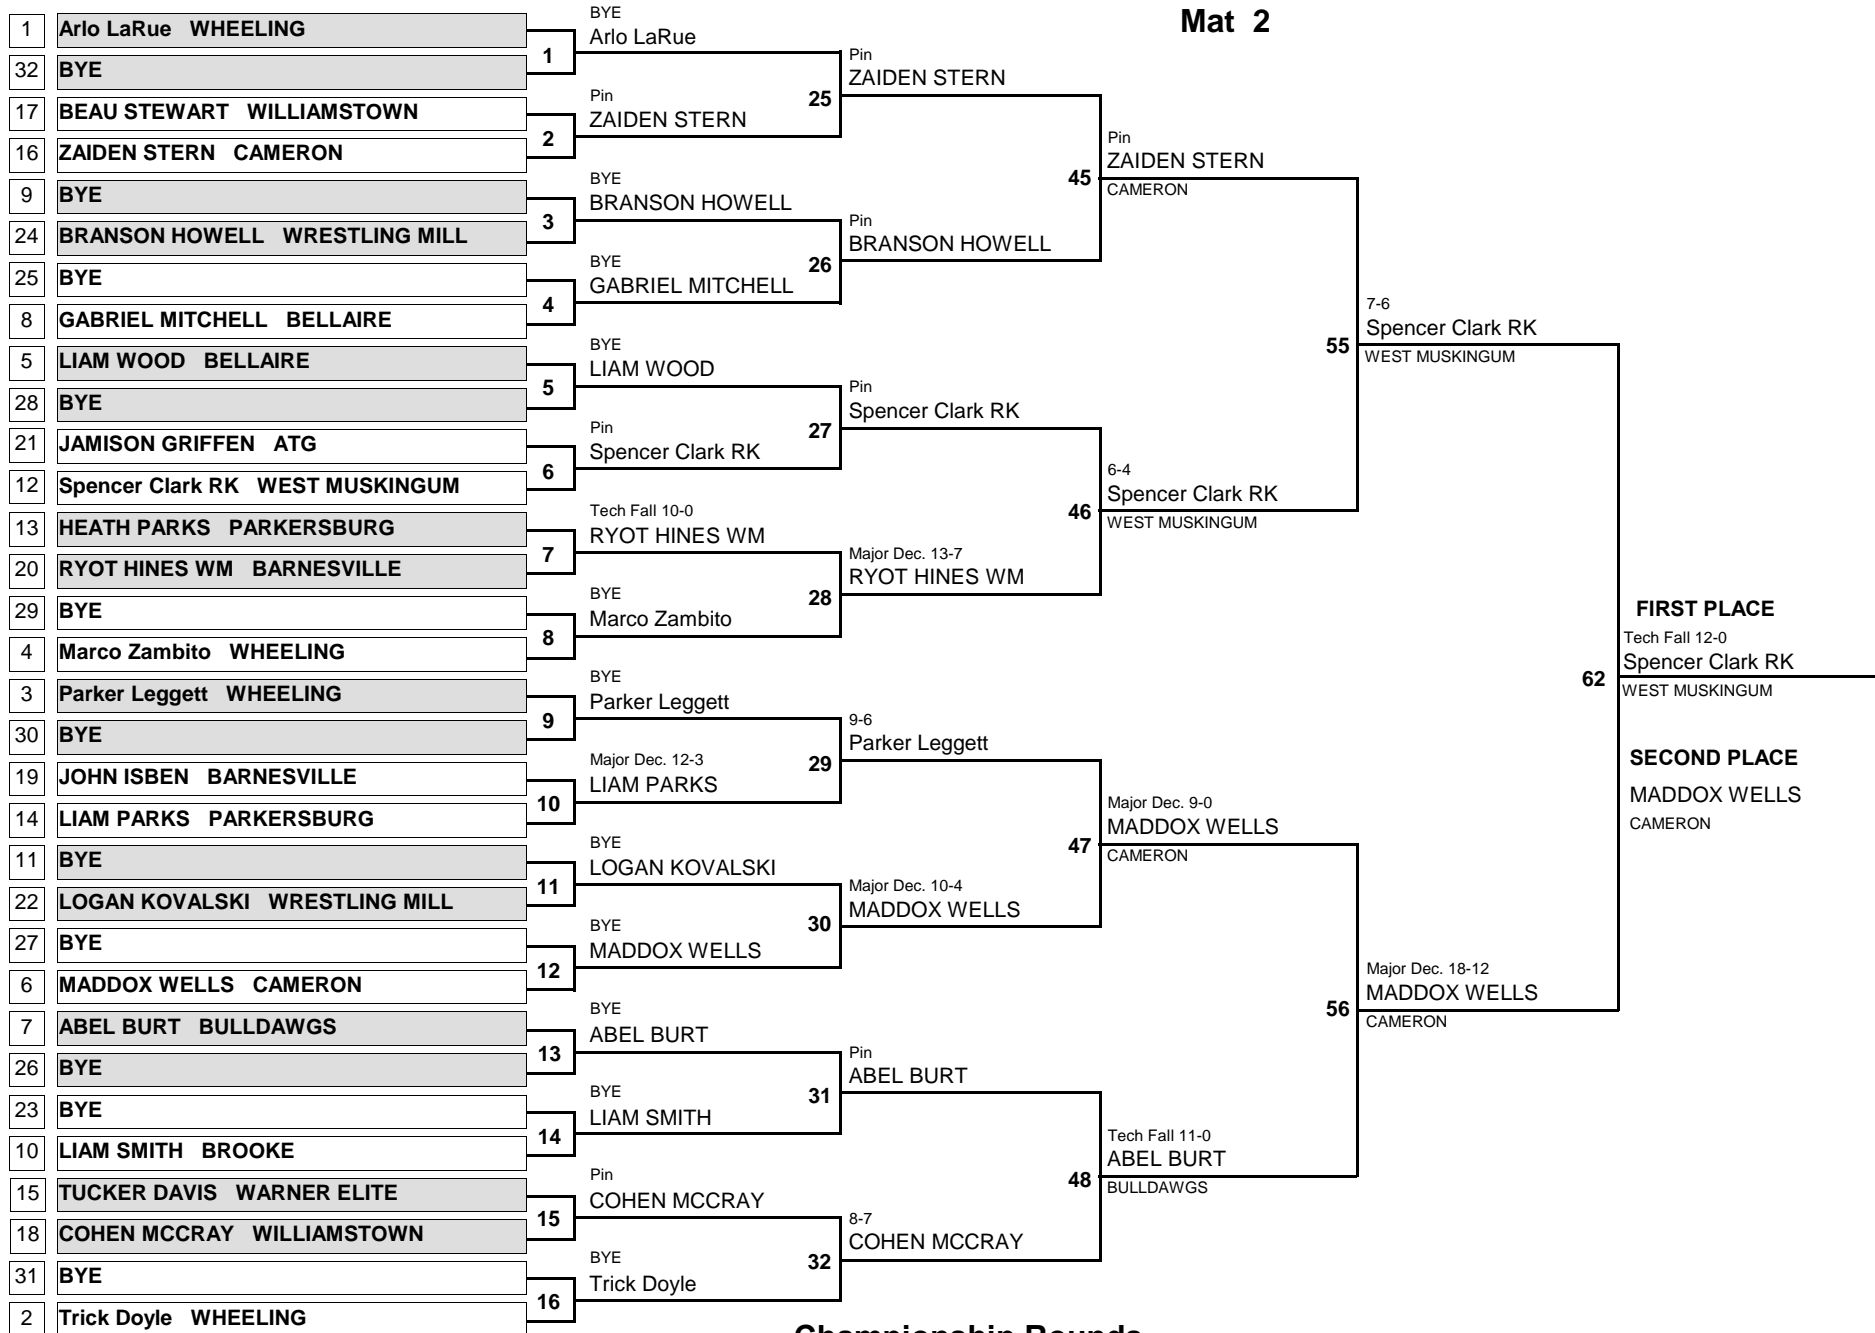 Mat 2
1 Arlo LaRue WHEELING
32 BYE
17 BEAU STEWART WILLIAMSTOWN
16 ZAIDEN STERN CAMERON
9 BYE
24 BRANSON HOWELL WRESTLING MILL
25 BYE
8 GABRIEL MITCHELL BELLAIRE
5 LIAM WOOD BELLAIRE
28 BYE
21 JAMISON GRIFFEN ATG
12 Spencer Clark RK WEST MUSKINGUM
13 HEATH PARKS PARKERSBURG
20 RYOT HINES WM BARNESVILLE
29 BYE
4 Marco Zambito WHEELING
3 Parker Leggett WHEELING
30 BYE
19 JOHN ISBEN BARNESVILLE
14 LIAM PARKS PARKERSBURG
11 BYE
22 LOGAN KOVALSKI WRESTLING MILL
27 BYE
6 MADDOX WELLS CAMERON
7 ABEL BURT BULLDAWGS
26 BYE
23 BYE
10 LIAM SMITH BROOKE
15 TUCKER DAVIS WARNER ELITE
18 COHEN MCCRAY WILLIAMSTOWN
31 BYE
2 Trick Doyle WHEELING
BYE
1 Arlo LaRue
Pin
2 ZAIDEN STERN
BYE
3 BRANSON HOWELL
BYE
4 GABRIEL MITCHELL
BYE
5 LIAM WOOD
Pin
6 Spencer Clark RK
Tech Fall 10-0
7 RYOT HINES WM
BYE
8 Marco Zambito
BYE
9 Parker Leggett
Major Dec. 12-3
10 LIAM PARKS
BYE
11 LOGAN KOVALSKI
BYE
12 MADDOX WELLS
BYE
13 ABEL BURT
BYE
14 LIAM SMITH
Pin
15 COHEN MCCRAY
BYE
16 Trick Doyle
Pin
25 ZAIDEN STERN
Pin
26 BRANSON HOWELL
Pin
27 Spencer Clark RK
Major Dec. 13-7
28 RYOT HINES WM
9-6
29 Parker Leggett
Major Dec. 10-4
30 MADDOX WELLS
Pin
31 ABEL BURT
8-7
32 COHEN MCCRAY
Pin
45 ZAIDEN STERN
CAMERON
6-4
46 Spencer Clark RK
WEST MUSKINGUM
Major Dec. 9-0
47 MADDOX WELLS
CAMERON
Tech Fall 11-0
48 ABEL BURT
BULLDAWGS
7-6
55 Spencer Clark RK
WEST MUSKINGUM
Major Dec. 18-12
56 MADDOX WELLS
CAMERON
FIRST PLACE
Tech Fall 12-0
62 Spencer Clark RK
WEST MUSKINGUM
SECOND PLACE
MADDOX WELLS
CAMERON
Championship Rounds